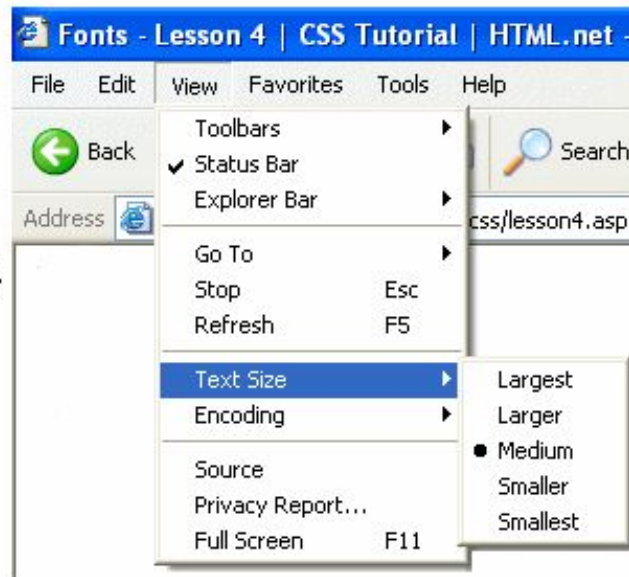 Fonts - Lesson 4 | CSS Tutorial | HTML.net -
File Edit View Favorites Tools Help
Back Search
Address css/lesson4.asp
Toolbars
Status Bar
Explorer Bar
Go To
Stop Esc
Refresh F5
Text Size
Encoding
Source
Privacy Report...
Full Screen F11
Largest
Larger
Medium
Smaller
Smallest